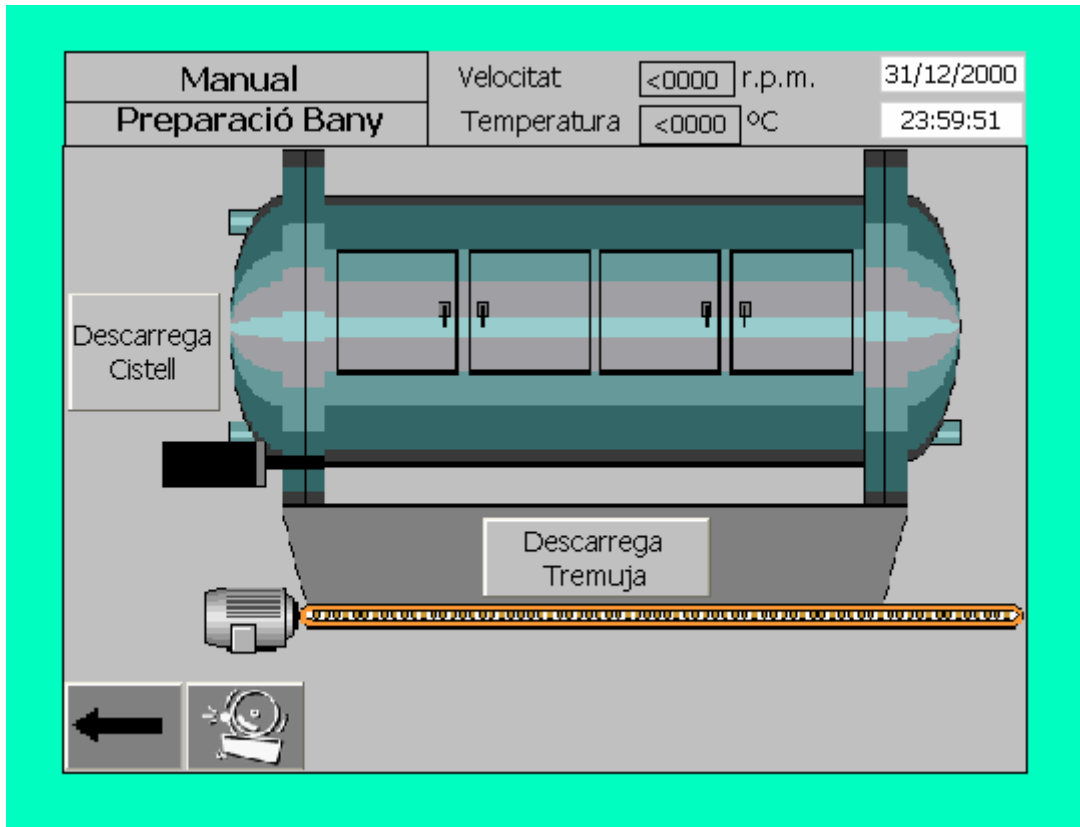 Manual
Preparació Bany
Velocitat <0000 r.p.m.
Temperatura <0000 ºC
31/12/2000
23:59:51
Descarrega
Cistell
Descarrega
Tremuja